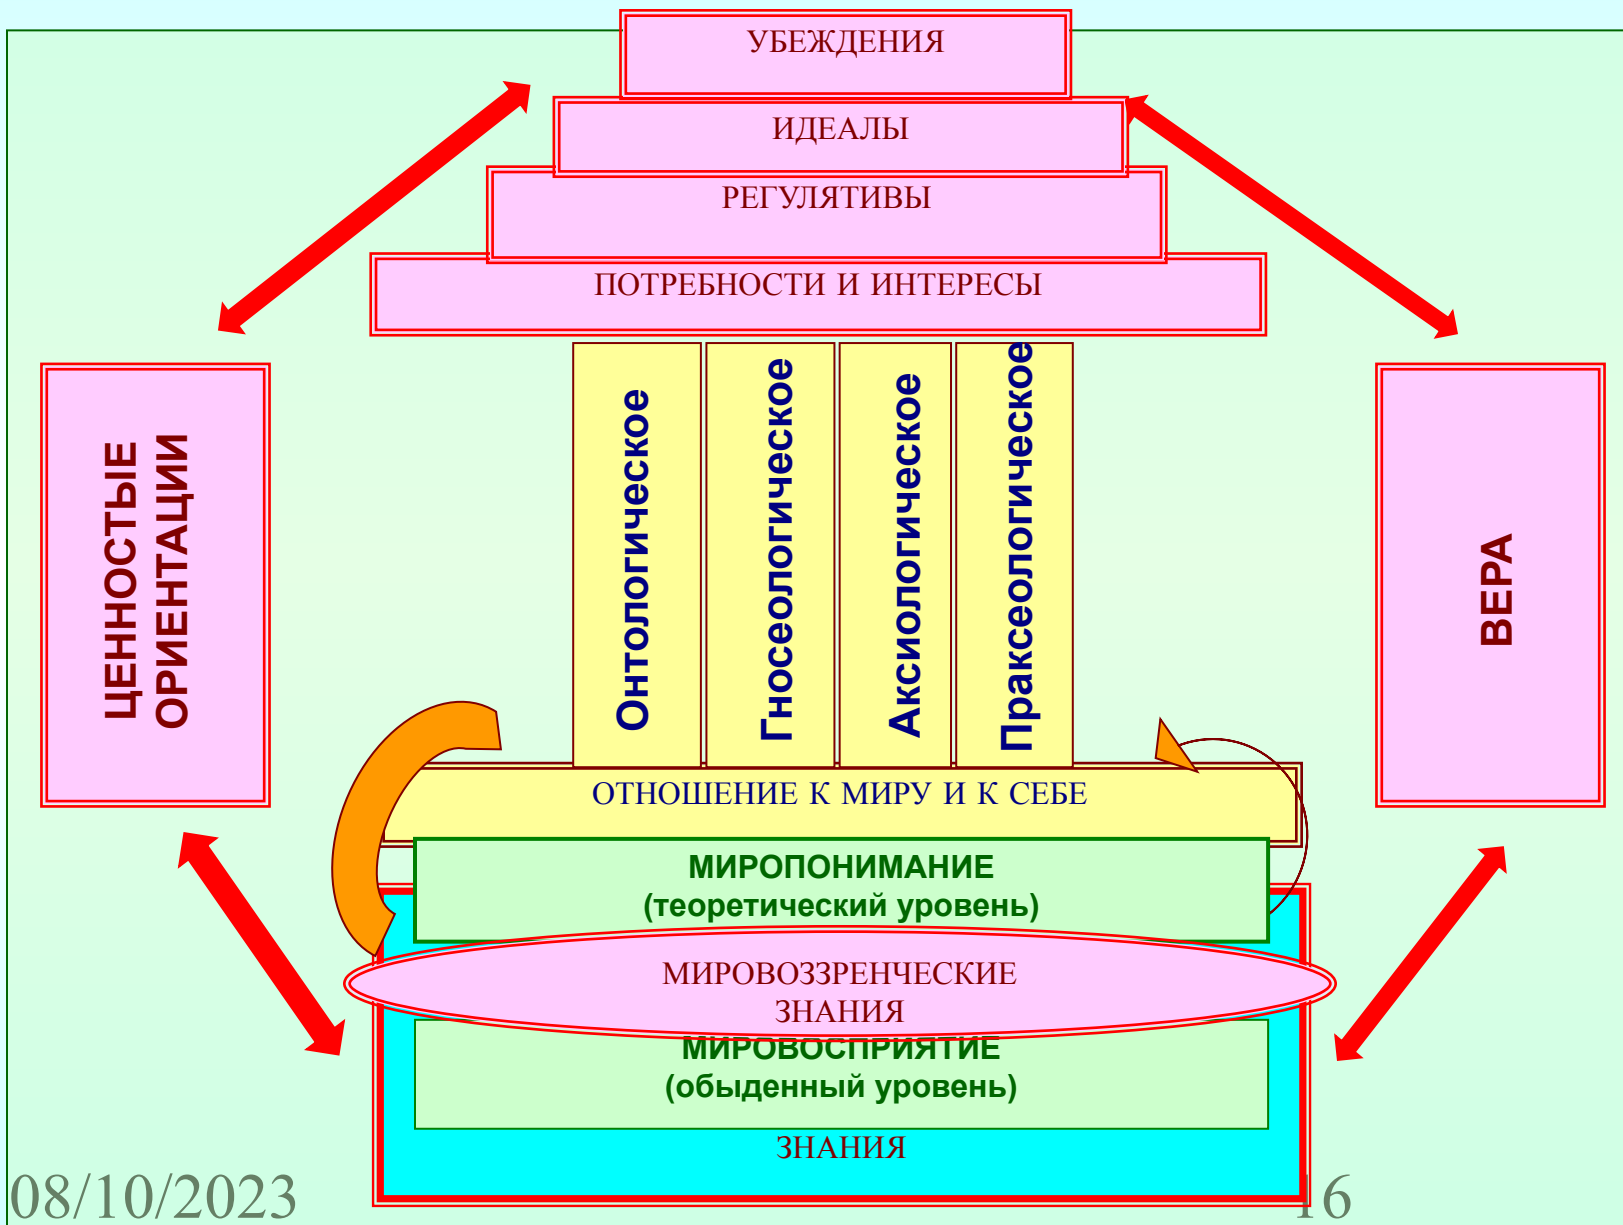 УБЕЖДЕНИЯ
ИДЕАЛЫ
РЕГУЛЯТИВЫ
ПОТРЕБНОСТИ И ИНТЕРЕСЫ
ЦЕННОСТЫЕ
ОРИЕНТАЦИИ
Онтологическое
Гносеологическое
Аксиологическое
Праксеологическое
ВЕРА
ОТНОШЕНИЕ К МИРУ И К СЕБЕ
МИРОПОНИМАНИЕ
(теоретический уровень)
МИРОВОЗЗРЕНЧЕСКИЕ
ЗНАНИЯ
МИРОВОСПРИЯТИЕ
(обыденный уровень)
ЗНАНИЯ
08/10/2023
16